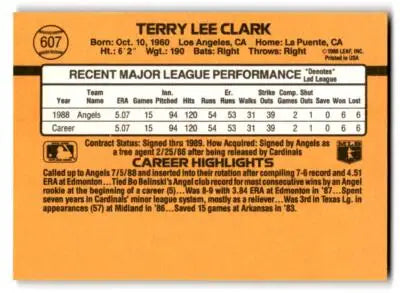 607
TERRY LEE CLARK
Born: Oct. 10, 1960 Los Angeles, CA Home: La Puente, CA
Ht.: 6' 2" Wgt.: 190 Bats: Right Throws: Right
©1988 LEAF, INC.
Printed in USA
RECENT MAJOR LEAGUE PERFORMANCE
"Denotes"
Led League
Year Team Name ERA Games Inn. Pitched Hits Runs Er. Runs Walks Strike Outs Comp. Games Shut Outs Save Won Lost
1988 Angels 5.07 15 94 120 54 53 31 39 2 1 0 6 6
Career 5.07 15 94 120 54 53 31 39 2 1 0 6 6
Contract Status: Signed thru 1989. How Acquired: Signed by Angels as
a free agent 2/25/86 after being released by Cardinals
CAREER HIGHLIGHTS
Called up to Angels 7/5/88 and inserted into their rotation after compiling 7-6 record and 4.51
ERA at Edmonton...Tied Bo Belinski's Angel club record for most consecutive wins by an Angel
rookie at the beginning of a career (5)...Was 8-9 with 3.84 ERA at Edmonton in '87...Spent
seven years in Cardinals' minor league system, mostly as a reliever...Was 3rd in Texas Lg. in
appearances (57) at Midland in '86...Saved 15 games at Arkansas in '83.